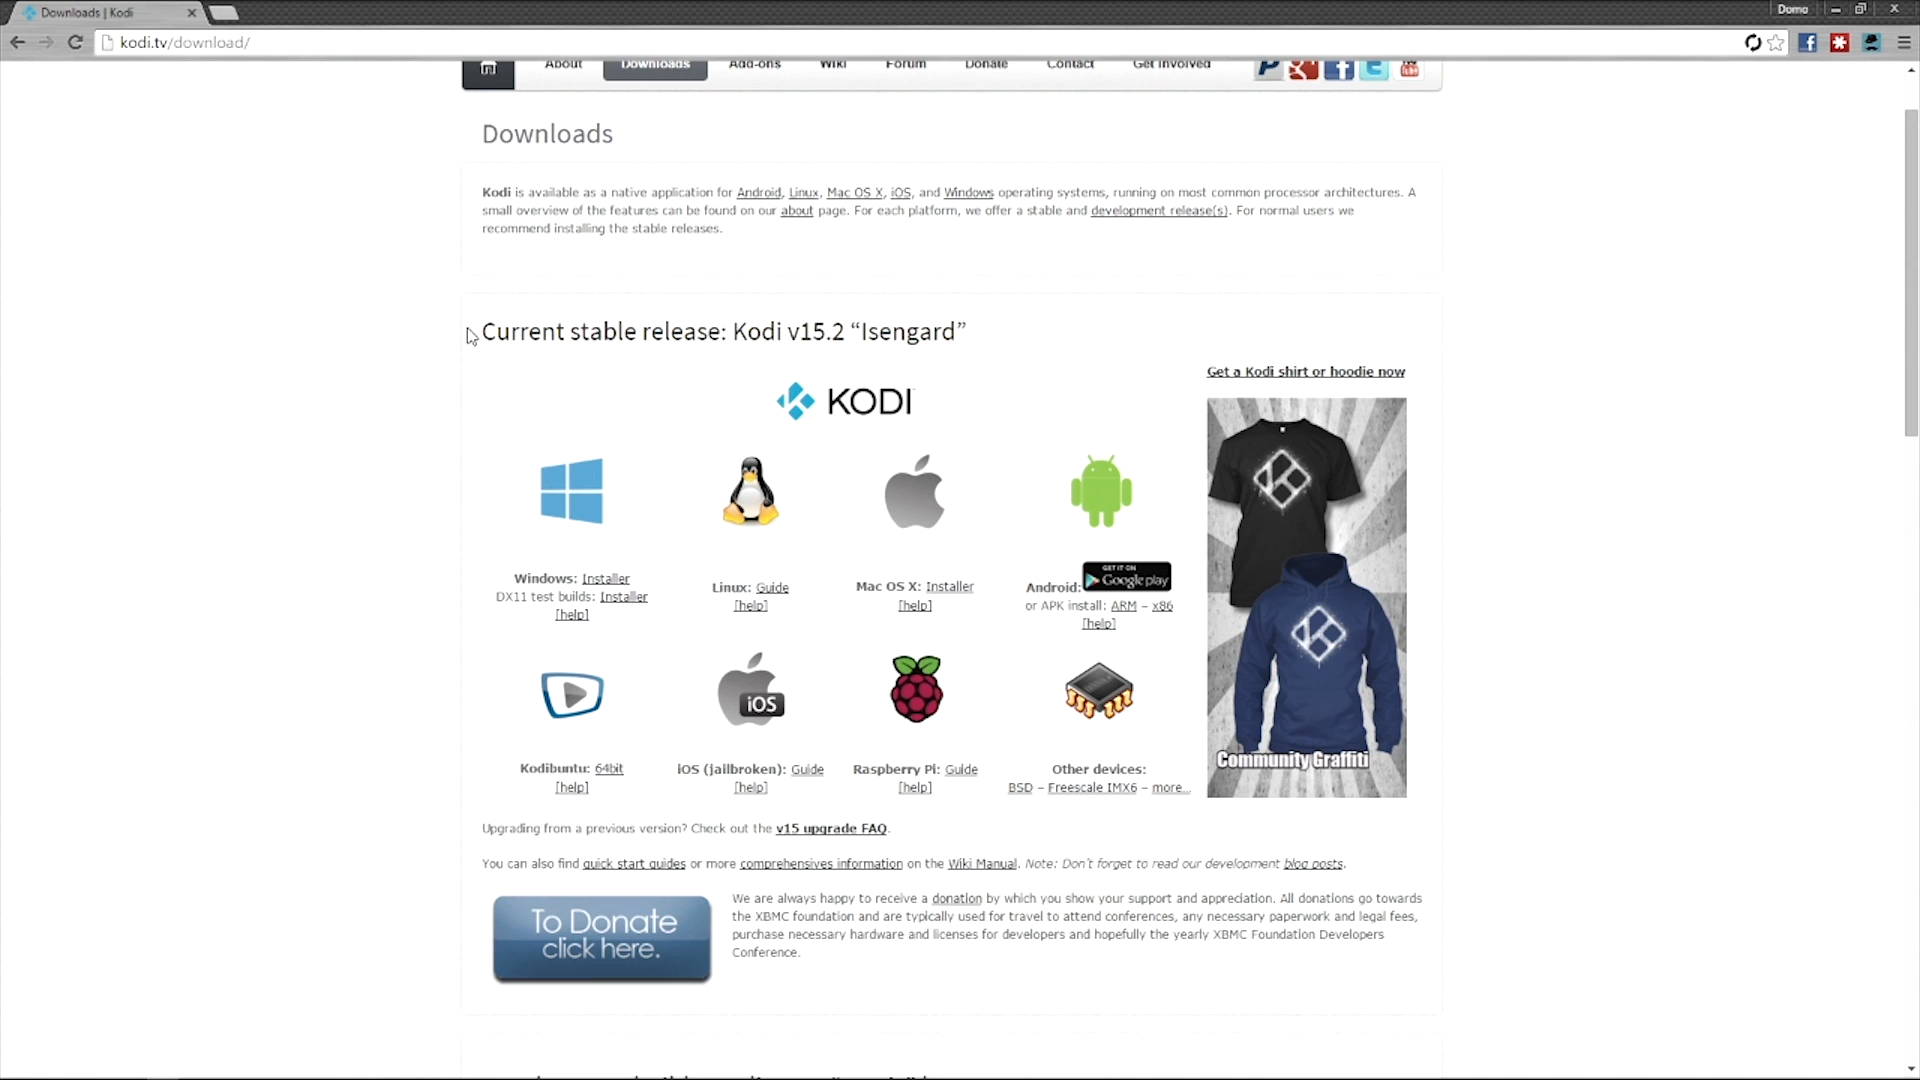 Downloads | Kodi
Domo
kodi.tv/download/
About Downloads Add-ons Wiki Forum Donate Contact Get Involved
Downloads
Kodi is available as a native application for Android, Linux, Mac OS X, iOS, and Windows operating systems, running on most common processor architectures. A
small overview of the features can be found on our about page. For each platform, we offer a stable and development release(s). For normal users we
recommend installing the stable releases.
Current stable release: Kodi v15.2 “Isengard”
Get a Kodi shirt or hoodie now
KODI
Windows: Installer
DX11 test builds: Installer
[help]
Linux: Guide
[help]
Mac OS X: Installer
[help]
GET IT ON
Android: Google play
or APK install: ARM – x86
[help]
iOS
Kodibuntu: 64bit
[help]
iOS (jailbroken): Guide
[help]
Raspberry Pi: Guide
[help]
Other devices:
BSD – Freescale IMX6 – more...
Community Graffiti
Upgrading from a previous version? Check out the v15 upgrade FAQ.
You can also find quick start guides or more comprehensives information on the Wiki Manual. Note: Don't forget to read our development blog posts.
To Donate
click here.
We are always happy to receive a donation by which you show your support and appreciation. All donations go towards
the XBMC foundation and are typically used for travel to attend conferences, any necessary paperwork and legal fees,
purchase necessary hardware and licenses for developers and hopefully the yearly XBMC Foundation Developers
Conference.